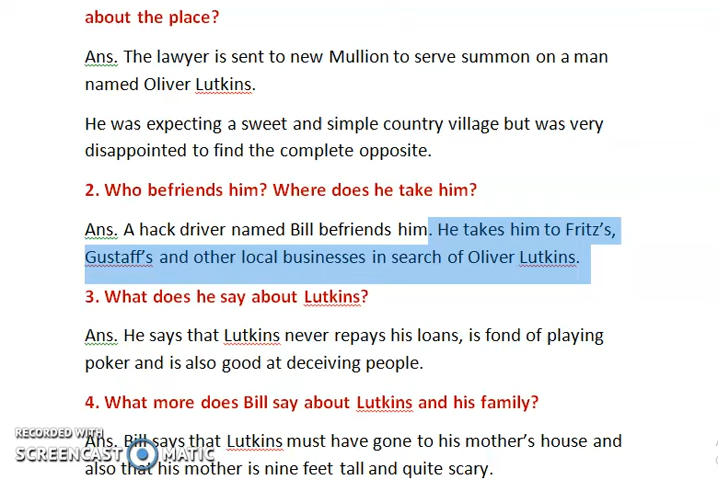 about the place?
Ans. The lawyer is sent to new Mullion to serve summon on a man
named Oliver Lutkins.
He was expecting a sweet and simple country village but was very
disappointed to find the complete opposite.
2. Who befriends him? Where does he take him?
Ans. A hack driver named Bill befriends him. He takes him to Fritz's,
Gustaff's and other local businesses in search of Oliver Lutkins.
3. What does he say about Lutkins?
Ans. He says that Lutkins never repays his loans, is fond of playing
poker and is also good at deceiving people.
4. What more does Bill say about Lutkins and his family?
RECORDED WITH
Ans. Bill says that Lutkins must have gone to his mother's house and
SCREENCAST MATIC
also that his mother is nine feet tall and quite scary.